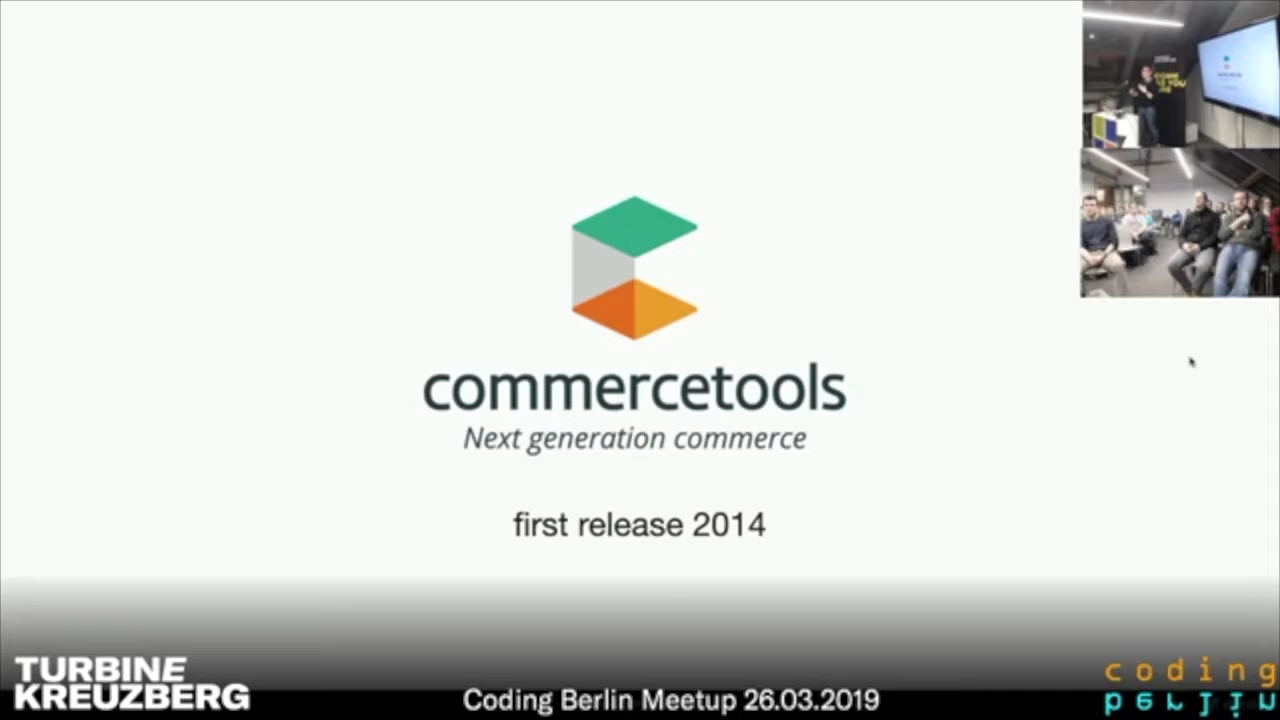 commercetools
Next generation commerce
first release 2014
TURBINE
KREUZBERG
Coding Berlin Meetup 26.03.2019
coding
berlin